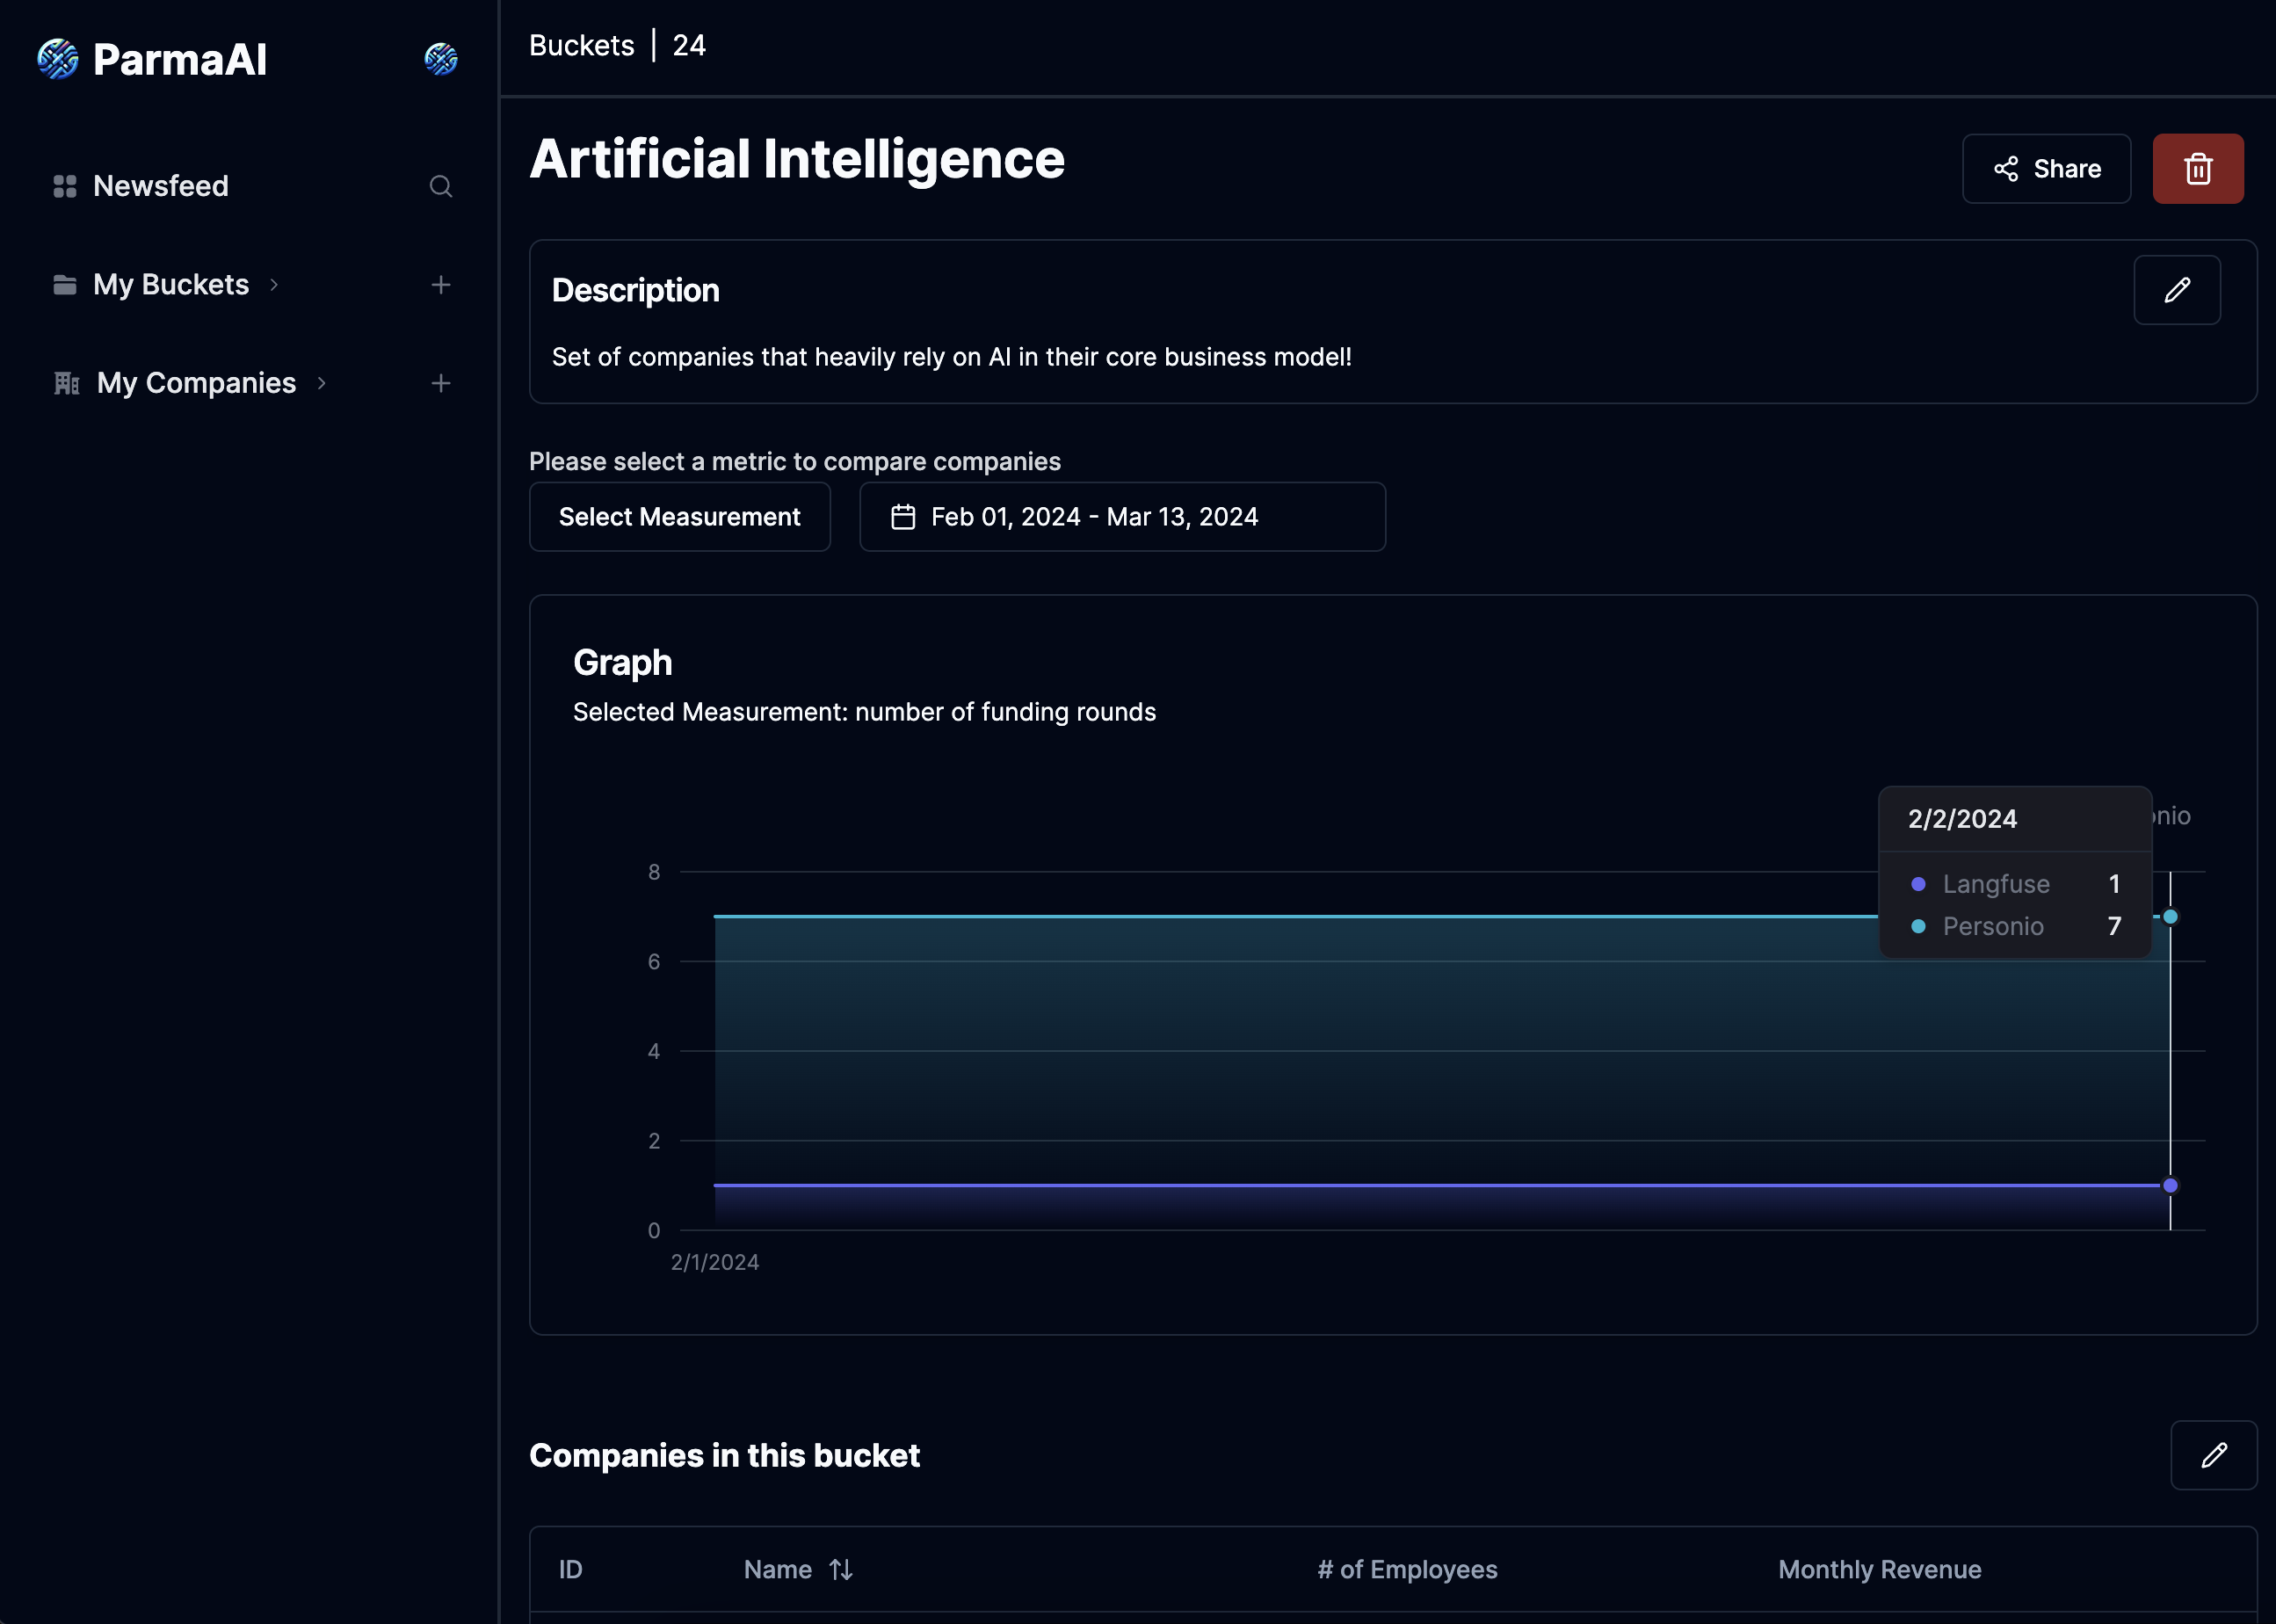 ParmaAI
Newsfeed
My Buckets
My Companies
Buckets | 24
Artificial Intelligence
Share
Description
Set of companies that heavily rely on AI in their core business model!
Please select a metric to compare companies
Select Measurement
Feb 01, 2024 - Mar 13, 2024
Graph
Selected Measurement: number of funding rounds
2/2/2024
Langfuse 1
Personio 7
8
6
4
2
0
2/1/2024
Companies in this bucket
ID Name # of Employees Monthly Revenue